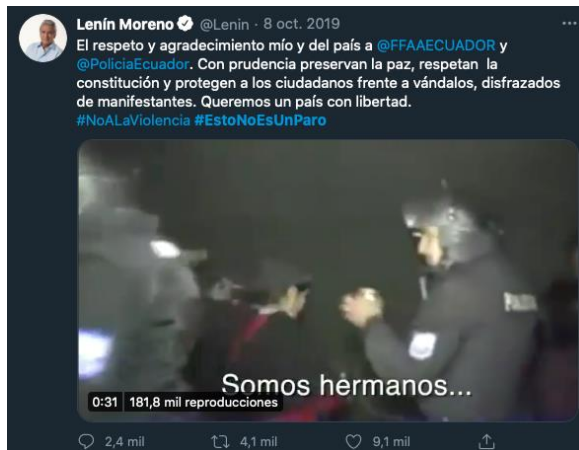 Lenín Moreno @Lenin · 8 oct. 2019
El respeto y agradecimiento mío y del país a @FFAAECUADOR y
@PoliciaEcuador. Con prudencia preservan la paz, respetan la
constitución y protegen a los ciudadanos frente a vándalos, disfrazados
de manifestantes. Queremos un país con libertad.
#NoALaViolencia #EstoNoEsUnParo
Somos hermanos...
0:31 181,8 mil reproducciones
2,4 mil 4,1 mil 9,1 mil